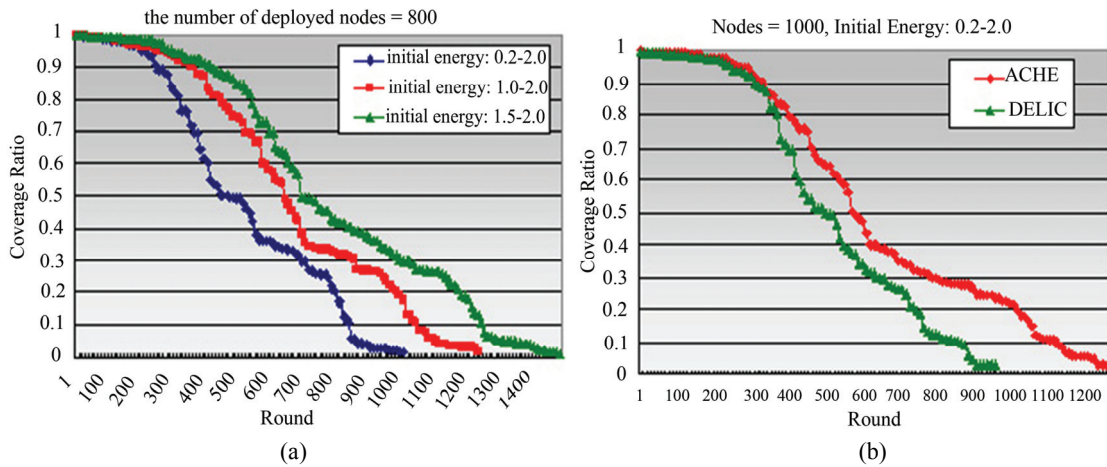 the number of deployed nodes = 800
initial energy: 0.2-2.0
initial energy: 1.0-2.0
initial energy: 1.5-2.0
Coverage Ratio
1
0.9
0.8
0.7
0.6
0.5
0.4
0.3
0.2
0.1
0
1 100 200 300 400 500 600 700 800 900 1000 1100 1200 1300 1400
Round
(a)
Nodes = 1000, Initial Energy: 0.2-2.0
ACHE
DELIC
Coverage Ratio
1
0.9
0.8
0.7
0.6
0.5
0.4
0.3
0.2
0.1
0
1 100 200 300 400 500 600 700 800 900 1000 1100 1200
Round
(b)